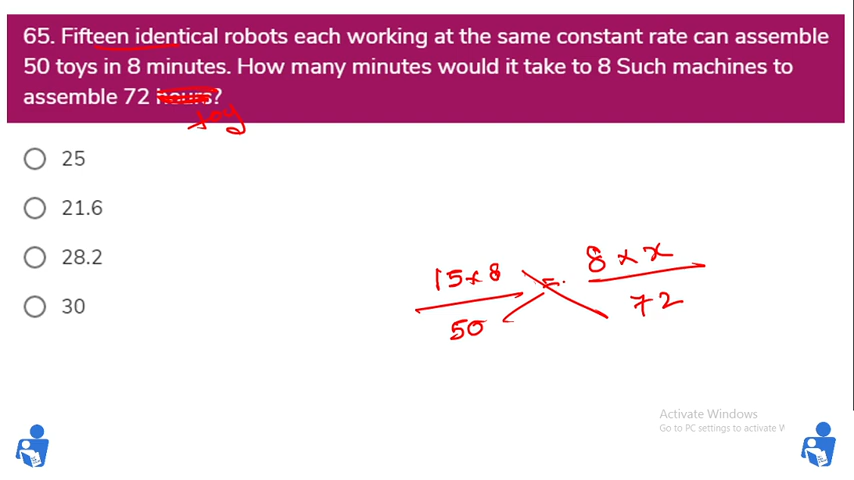 65. Fifteen identical robots each working at the same constant rate can assemble
50 toys in 8 minutes. How many minutes would it take to 8 Such machines to
assemble 72 hours?
toy
25
21.6
28.2
30
15×8 = 8×x
50 72
Activate Windows
Go to PC settings to activate W